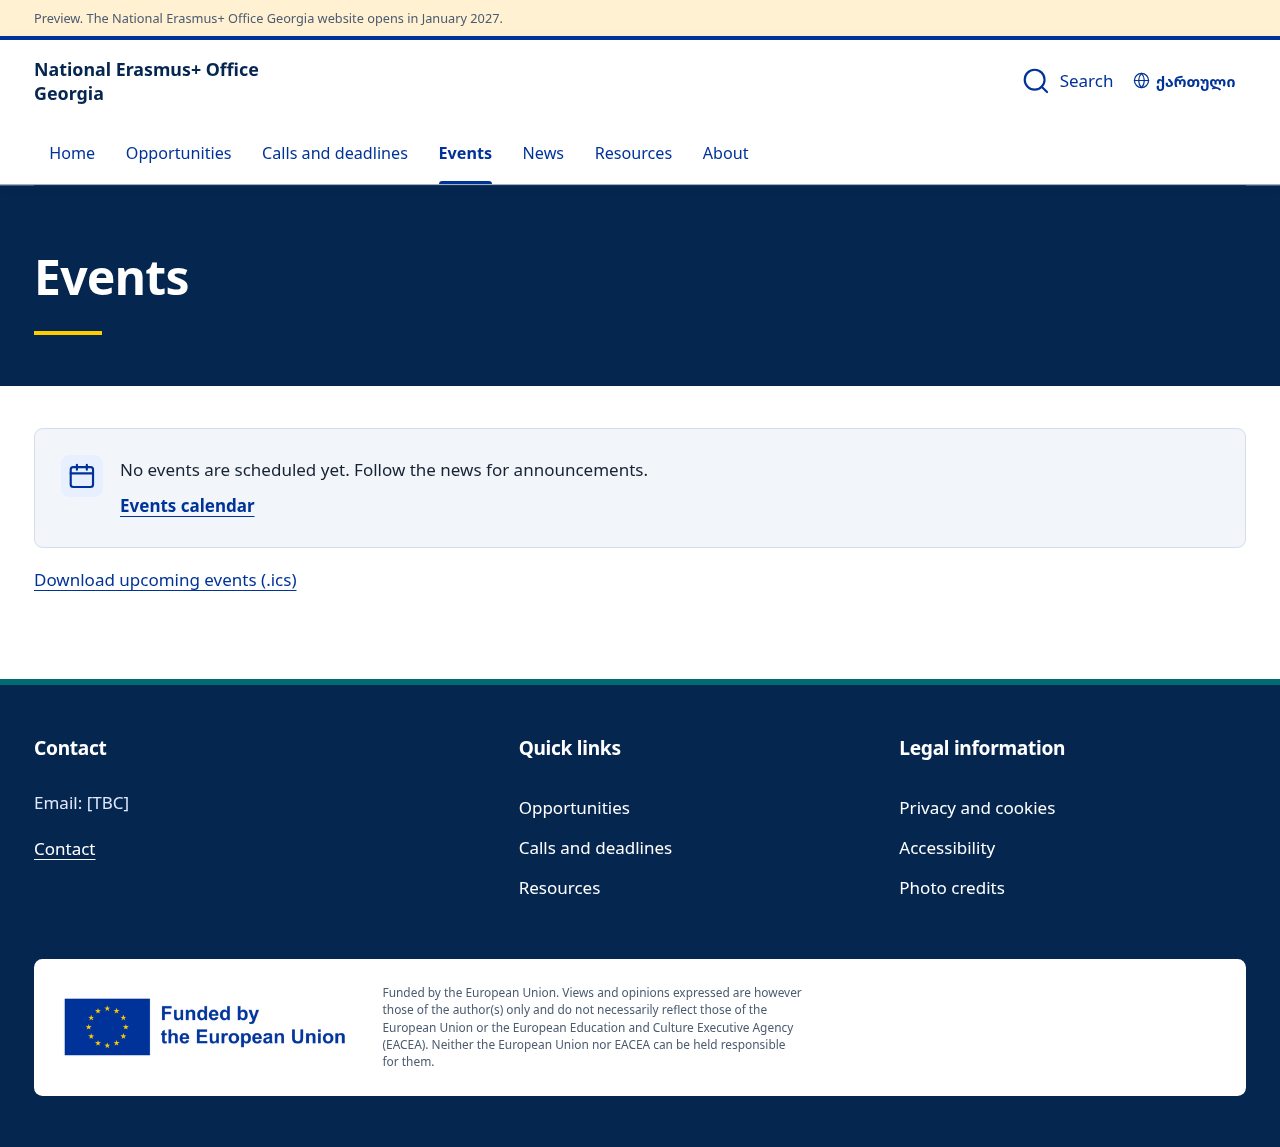 Preview. The National Erasmus+ Office Georgia website opens in January 2027.
National Erasmus+ Office
Georgia
Search
ქართული
Home
Opportunities
Calls and deadlines
Events
News
Resources
About
Events
No events are scheduled yet. Follow the news for announcements.
Events calendar
Download upcoming events (.ics)
Contact
Email: [TBC]
Contact
Quick links
Opportunities
Calls and deadlines
Resources
Legal information
Privacy and cookies
Accessibility
Photo credits
Funded by
the European Union
Funded by the European Union. Views and opinions expressed are however
those of the author(s) only and do not necessarily reflect those of the
European Union or the European Education and Culture Executive Agency
(EACEA). Neither the European Union nor EACEA can be held responsible
for them.